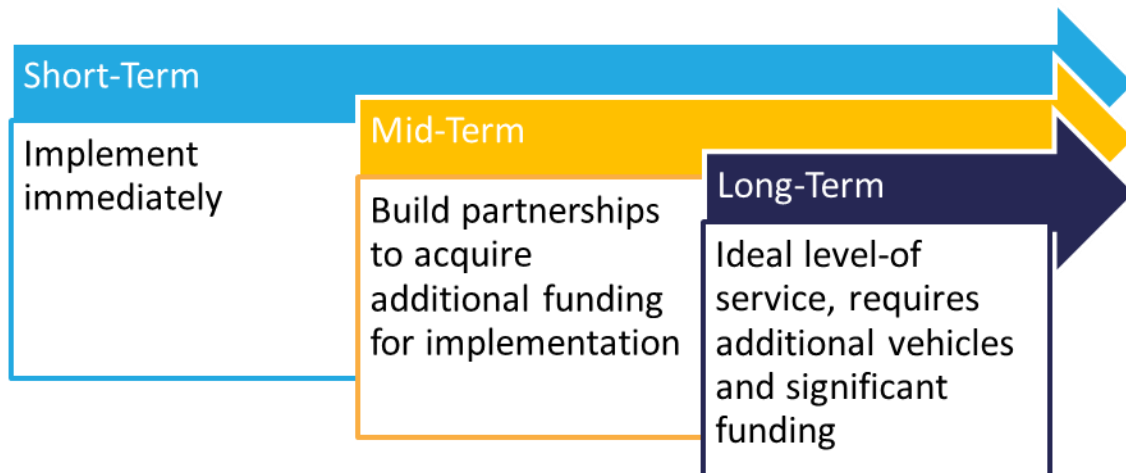 Short-Term
Implement
immediately
Mid-Term
Build partnerships
to acquire
additional funding
for implementation
Long-Term
Ideal level-of
service, requires
additional vehicles
and significant
funding